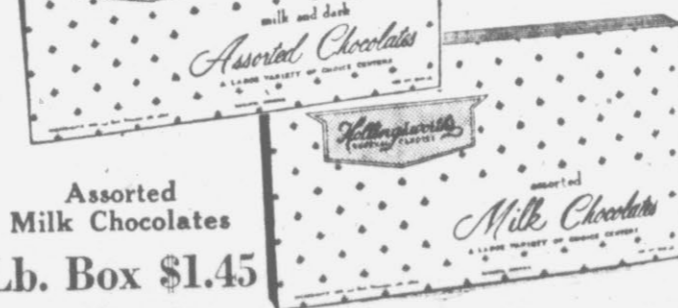 milk and dark
Assorted Chocolates
A LARGE VARIETY OF CHOICE CENTERS
Hollingsworth's
CANDIES
assorted
Milk Chocolates
A LARGE VARIETY OF CHOICE CENTERS
Assorted
Milk Chocolates
Lb. Box $1.45